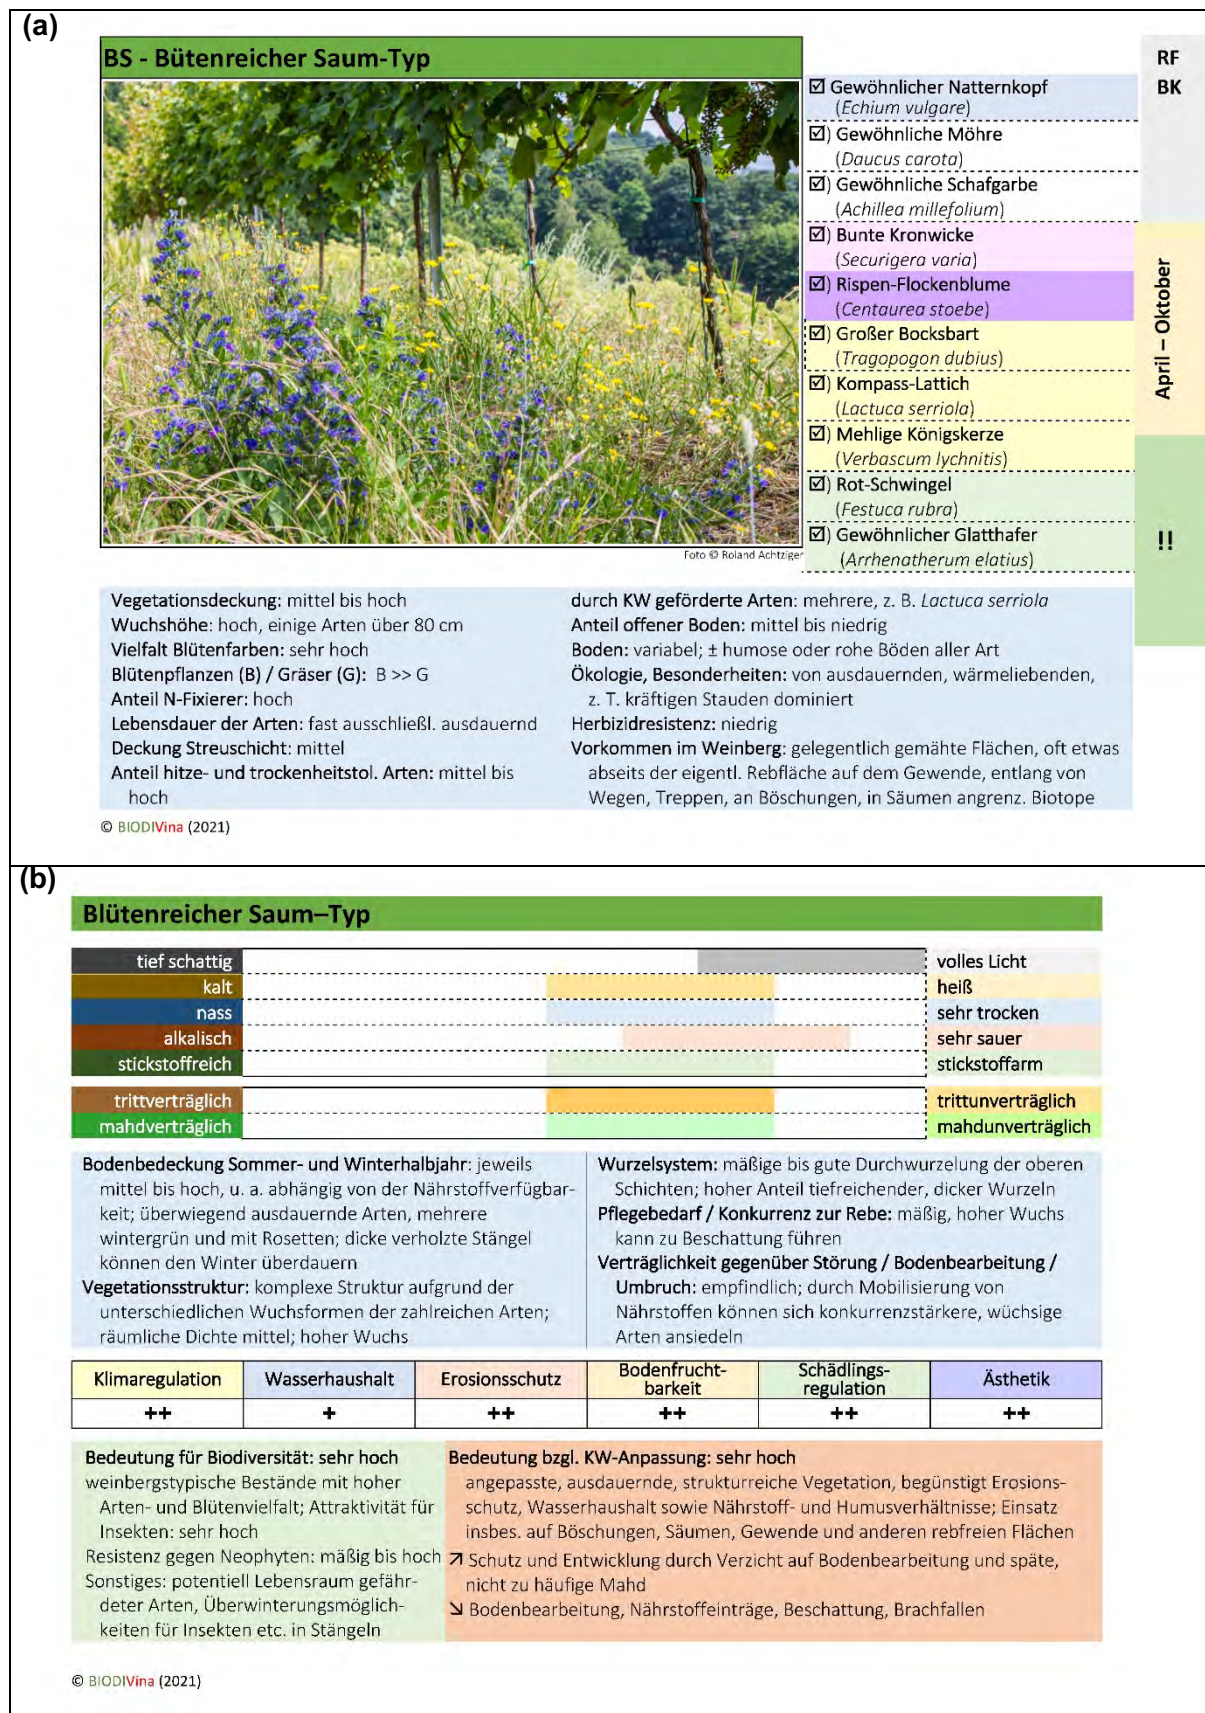 (a)
BS - Bütenreicher Saum-Typ
RF
BK
☑ Gewöhnlicher Natternkopf
(Echium vulgare)
☑) Gewöhnliche Möhre
(Daucus carota)
☑) Gewöhnliche Schafgarbe
(Achillea millefolium)
☑) Bunte Kronwicke
(Securigera varia)
☑) Rispen-Flockenblume
(Centaurea stoebe)
☑) Großer Bocksbart
(Tragopogon dubius)
☑) Kompass-Lattich
(Lactuca serriola)
☑) Mehlige Königskerze
(Verbascum lychnitis)
☑) Rot-Schwingel
(Festuca rubra)
☑) Gewöhnlicher Glatthafer
(Arrhenatherum elatius)
April – Oktober
!!
Foto © Roland Achtziger
Vegetationsdeckung: mittel bis hoch
Wuchshöhe: hoch, einige Arten über 80 cm
Vielfalt Blütenfarben: sehr hoch
Blütenpflanzen (B) / Gräser (G): B >> G
Anteil N-Fixierer: hoch
Lebensdauer der Arten: fast ausschließl. ausdauernd
Deckung Streuschicht: mittel
Anteil hitze- und trockenheitstol. Arten: mittel bis
hoch
durch KW geförderte Arten: mehrere, z. B. Lactuca serriola
Anteil offener Boden: mittel bis niedrig
Boden: variabel; ± humose oder rohe Böden aller Art
Ökologie, Besonderheiten: von ausdauernden, wärmeliebenden,
z. T. kräftigen Stauden dominiert
Herbizidresistenz: niedrig
Vorkommen im Weinberg: gelegentlich gemähte Flächen, oft etwas
abseits der eigentl. Rebfläche auf dem Gewende, entlang von
Wegen, Treppen, an Böschungen, in Säumen angrenz. Biotope
© BIODIVina (2021)
(b)
Blütenreicher Saum–Typ
tief schattig volles Licht
kalt heiß
nass sehr trocken
alkalisch sehr sauer
stickstoffreich stickstoffarm
trittverträglich trittunverträglich
mahdverträglich mahdunverträglich
Bodenbedeckung Sommer- und Winterhalbjahr: jeweils
mittel bis hoch, u. a. abhängig von der Nährstoffverfügbar-
keit; überwiegend ausdauernde Arten, mehrere
wintergrün und mit Rosetten; dicke verholzte Stängel
können den Winter überdauern
Vegetationsstruktur: komplexe Struktur aufgrund der
unterschiedlichen Wuchsformen der zahlreichen Arten;
räumliche Dichte mittel; hoher Wuchs
Wurzelsystem: mäßige bis gute Durchwurzelung der oberen
Schichten; hoher Anteil tiefreichender, dicker Wurzeln
Pflegebedarf / Konkurrenz zur Rebe: mäßig, hoher Wuchs
kann zu Beschattung führen
Verträglichkeit gegenüber Störung / Bodenbearbeitung /
Umbruch: empfindlich; durch Mobilisierung von
Nährstoffen können sich konkurrenzstärkere, wüchsige
Arten ansiedeln
Klimaregulation Wasserhaushalt Erosionsschutz Bodenfrucht-
barkeit Schädlings-
regulation Ästhetik
++ + ++ ++ ++ ++
Bedeutung für Biodiversität: sehr hoch
weinbergstypische Bestände mit hoher
Arten- und Blütenvielfalt; Attraktivität für
Insekten: sehr hoch
Resistenz gegen Neophyten: mäßig bis hoch
Sonstiges: potentiell Lebensraum gefähr-
deter Arten, Überwinterungsmöglich-
keiten für Insekten etc. in Stängeln
Bedeutung bzgl. KW-Anpassung: sehr hoch
angepasste, ausdauernde, strukturreiche Vegetation, begünstigt Erosions-
schutz, Wasserhaushalt sowie Nährstoff- und Humusverhältnisse; Einsatz
insbes. auf Böschungen, Säumen, Gewende und anderen rebfreien Flächen
↗ Schutz und Entwicklung durch Verzicht auf Bodenbearbeitung und späte,
nicht zu häufige Mahd
↘ Bodenbearbeitung, Nährstoffeinträge, Beschattung, Brachfallen
© BIODIVina (2021)